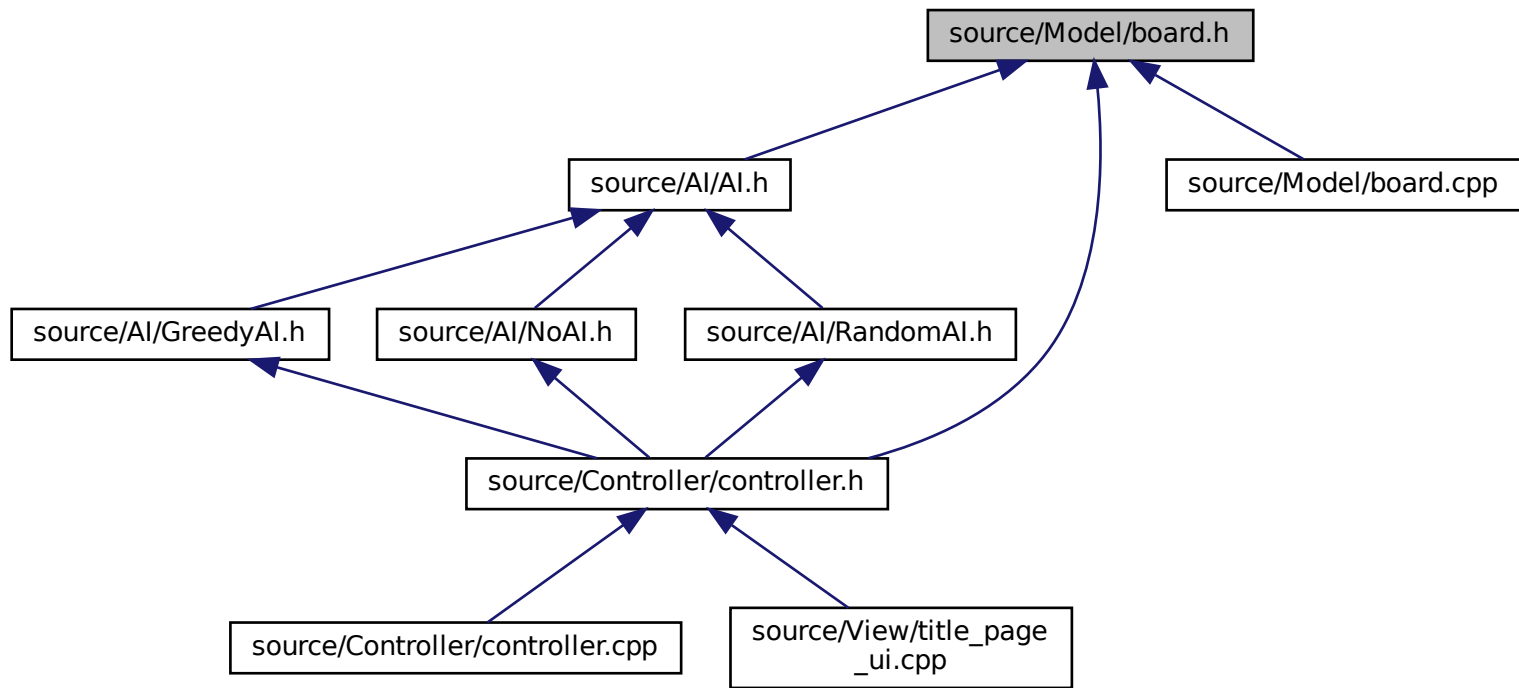 source/Model/board.h
source/AI/AI.h
source/Model/board.cpp
source/AI/GreedyAI.h
source/AI/NoAI.h
source/AI/RandomAI.h
source/Controller/controller.h
source/Controller/controller.cpp
source/View/title_page
_ui.cpp